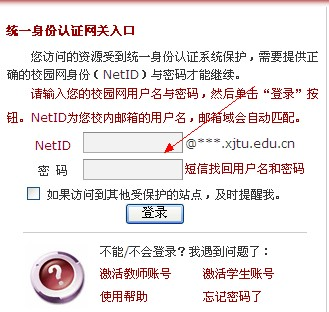 统一身份认证网关入口
您访问的资源受到统一身份认证系统保护，需要提供正
确的校园网身份（NetID）与密码才能继续。
请输入您的校园网用户名与密码，然后单击“登录”按
钮。NetID为您校内邮箱的用户名，邮箱域会自动匹配。
NetID @***.xjtu.edu.cn
密 码 短信找回用户名和密码
如果访问到其他受保护的站点，及时提醒我。
登录
不能/不会登录？我遇到问题了：
激活教师账号 激活学生账号
使用帮助 忘记密码了